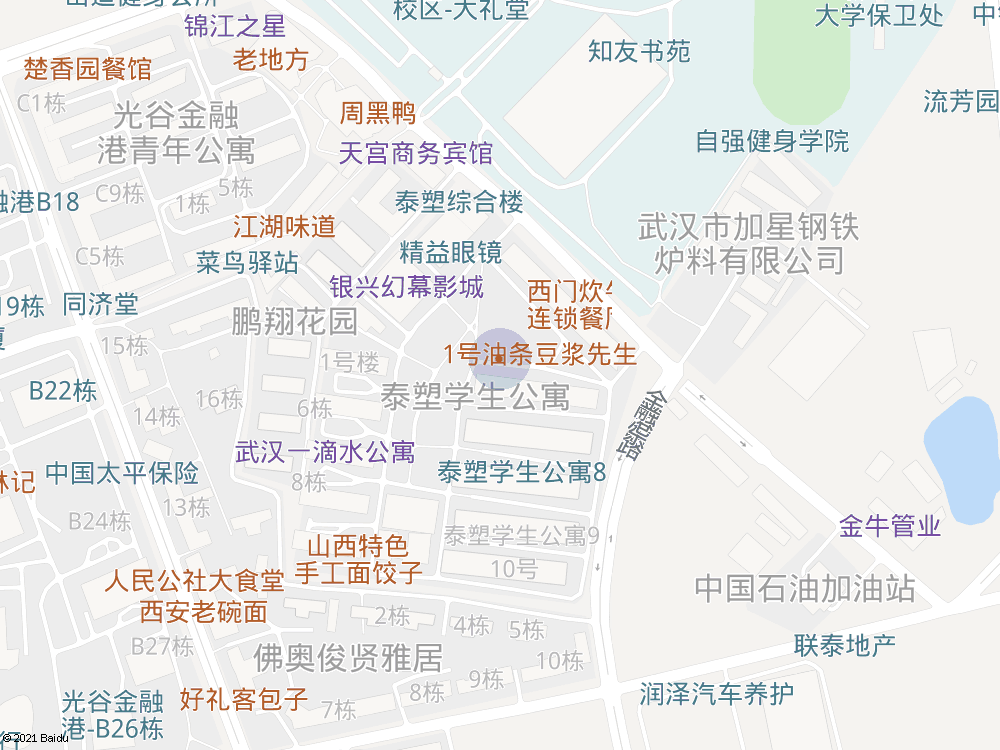 校区-大礼堂
大学保卫处
锦江之星
知友书苑
老地方
楚香园餐馆
C1栋
流芳园
光谷金融
港青年公寓
周黑鸭
自强健身学院
天宫商务宾馆
5栋
C9栋
1栋
融港B18
泰塑综合楼
江湖味道
武汉市加星钢铁
炉料有限公司
C5栋
精益眼镜
菜鸟驿站
银兴幻幕影城
西门炊
连锁餐
19栋
同济堂
鹏翔花园
15栋
1号楼
1号油条豆浆先生
B22栋
16栋
泰塑学生公寓
14栋
6栋
金融港路
武汉一滴水公寓
中国太平保险
泰塑学生公寓8
林记
8栋
13栋
B24栋
金牛管业
泰塑学生公寓9
山西特色
手工面饺子
10号
人民公社大食堂
西安老碗面
中国石油加油站
2栋
4栋
5栋
B27栋
联泰地产
佛奥俊贤雅居
10栋
9栋
8栋
润泽汽车养护
光谷金融
港-B26栋
好礼客包子
7栋
© 2021 Baidu